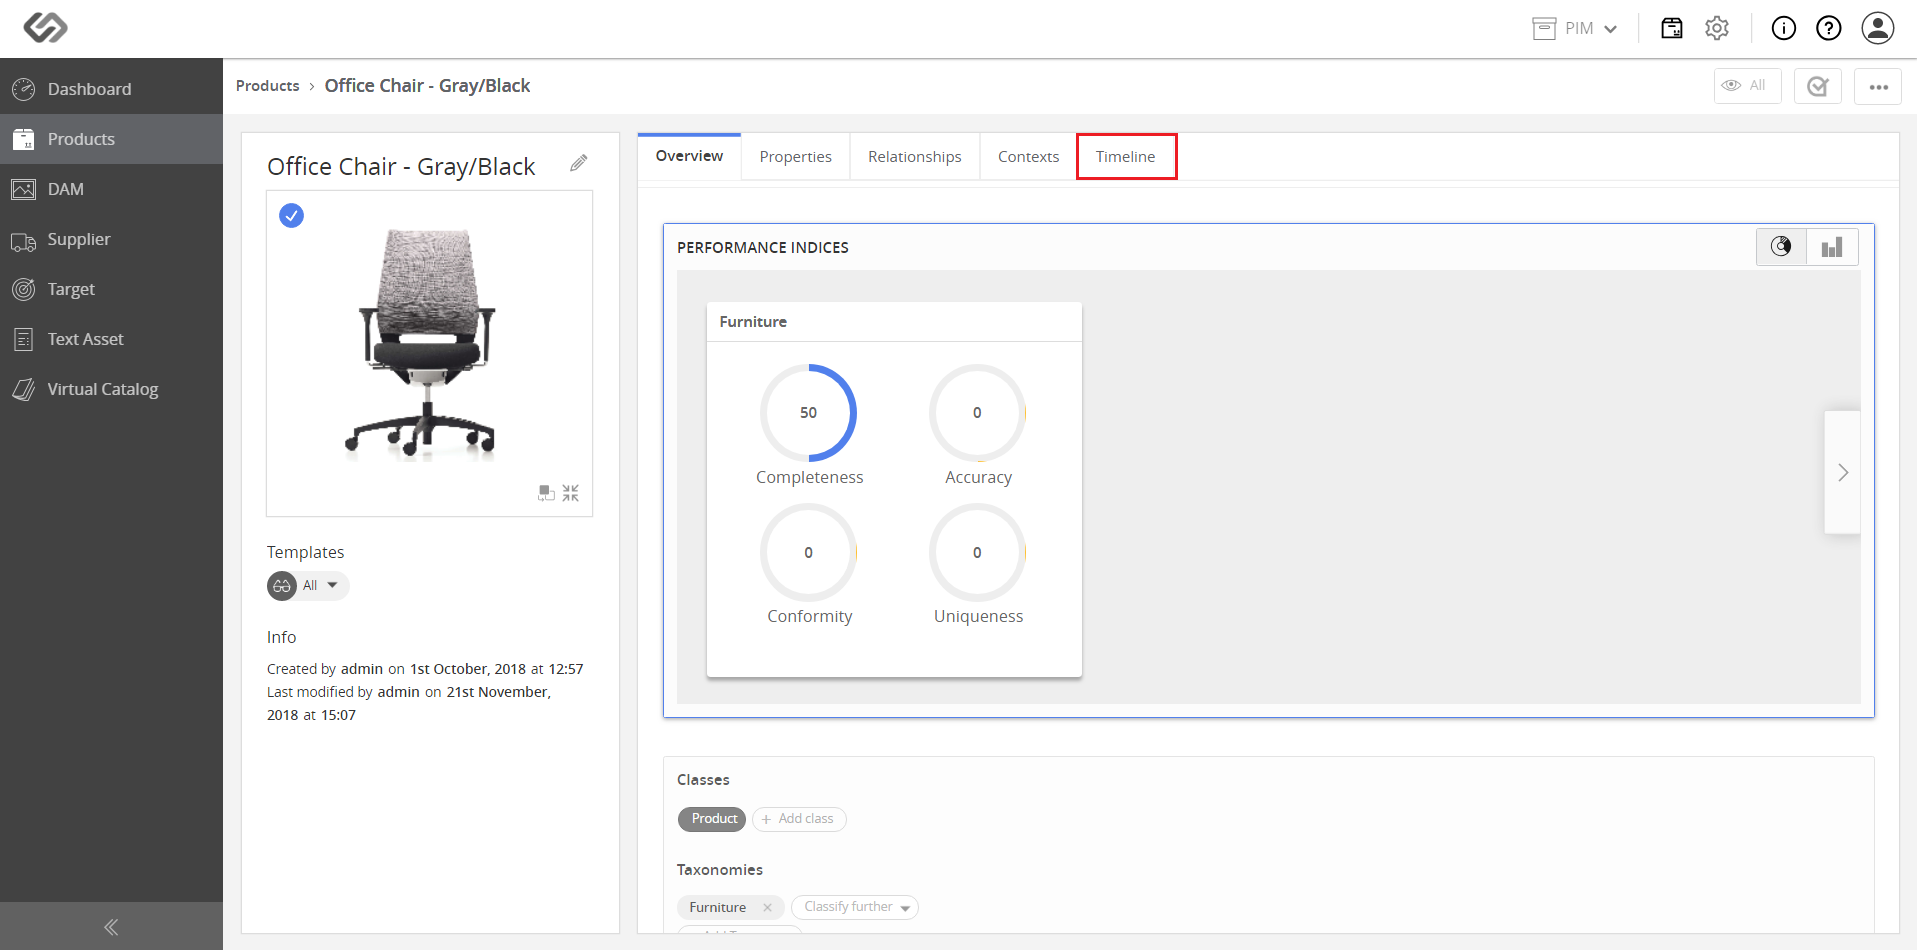 PIM
Dashboard
Products
DAM
Supplier
Target
Text Asset
Virtual Catalog
Products › Office Chair - Gray/Black
All
Office Chair - Gray/Black
Templates
All
Info
Created by admin on 1st October, 2018 at 12:57
Last modified by admin on 21st November,
2018 at 15:07
Overview
Properties
Relationships
Contexts
Timeline
PERFORMANCE INDICES
Furniture
50
Completeness
0
Accuracy
0
Conformity
0
Uniqueness
Classes
Product
+ Add class
Taxonomies
Furniture ×
Classify further